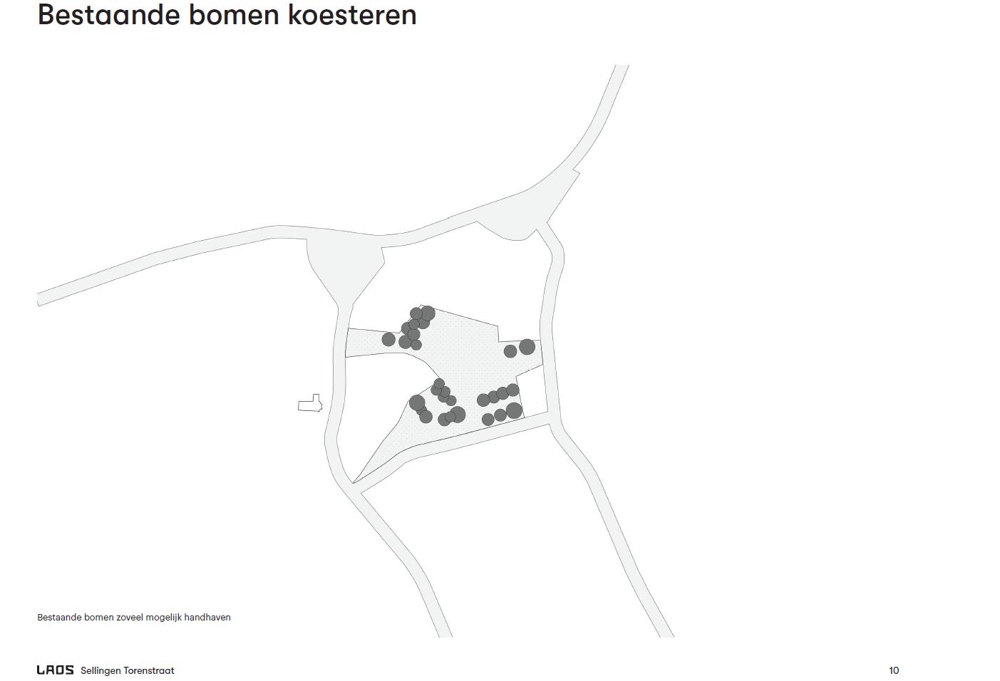 Bestaande bomen koesteren
Bestaande bomen zoveel mogelijk handhaven
LAOS Sellingen Torenstraat
10